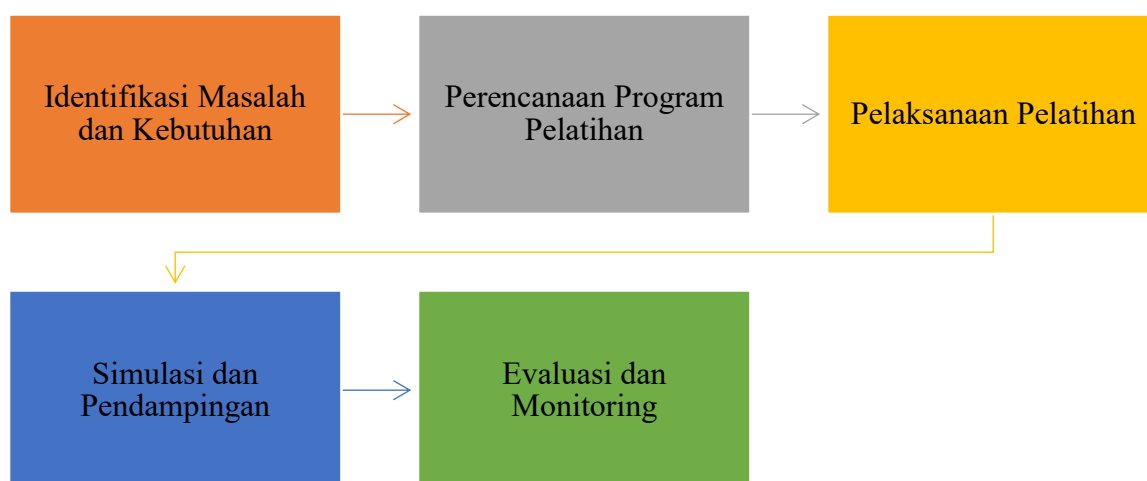 Identifikasi Masalah
dan Kebutuhan
Perencanaan Program
Pelatihan
Pelaksanaan Pelatihan
Simulasi dan
Pendampingan
Evaluasi dan
Monitoring